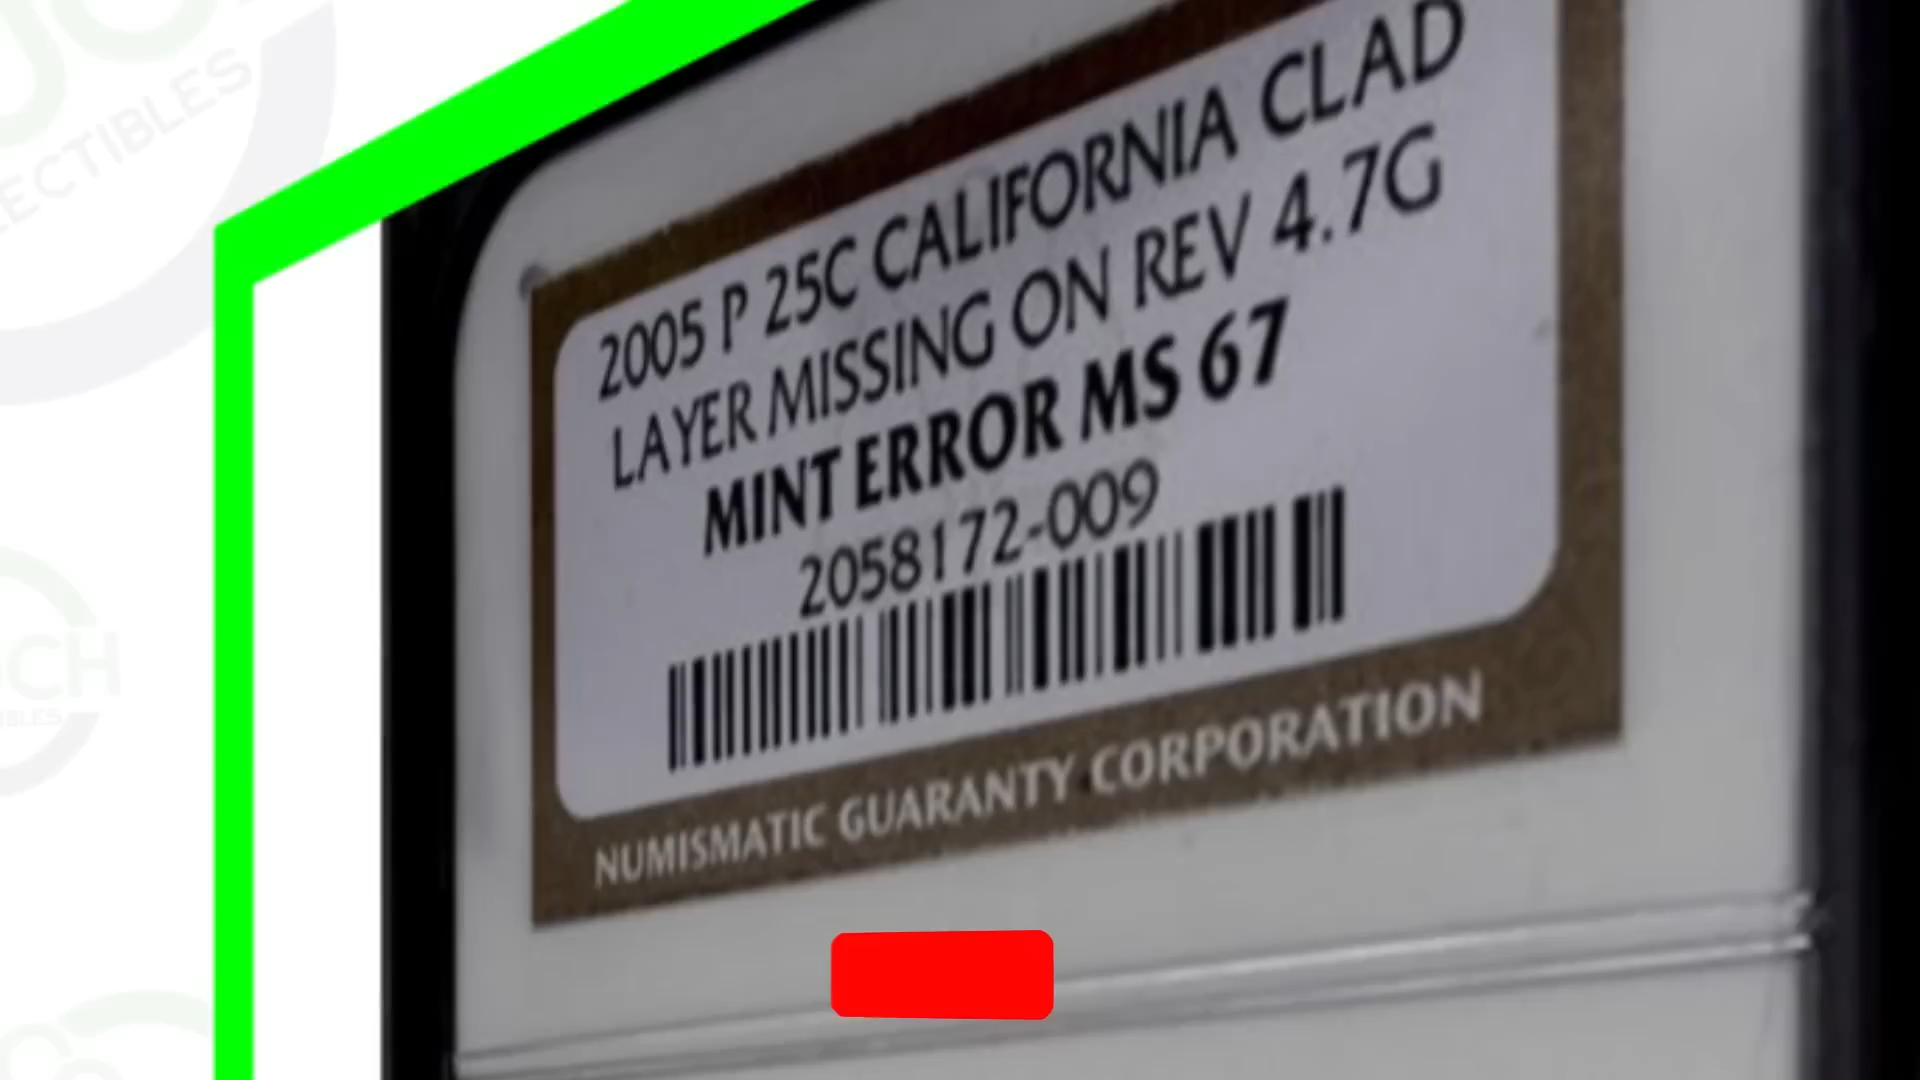 2005 P 25C CALIFORNIA CLAD
LAYER MISSING ON REV 4.7G
MINT ERROR MS 67
2058172-009
NUMISMATIC GUARANTY CORPORATION